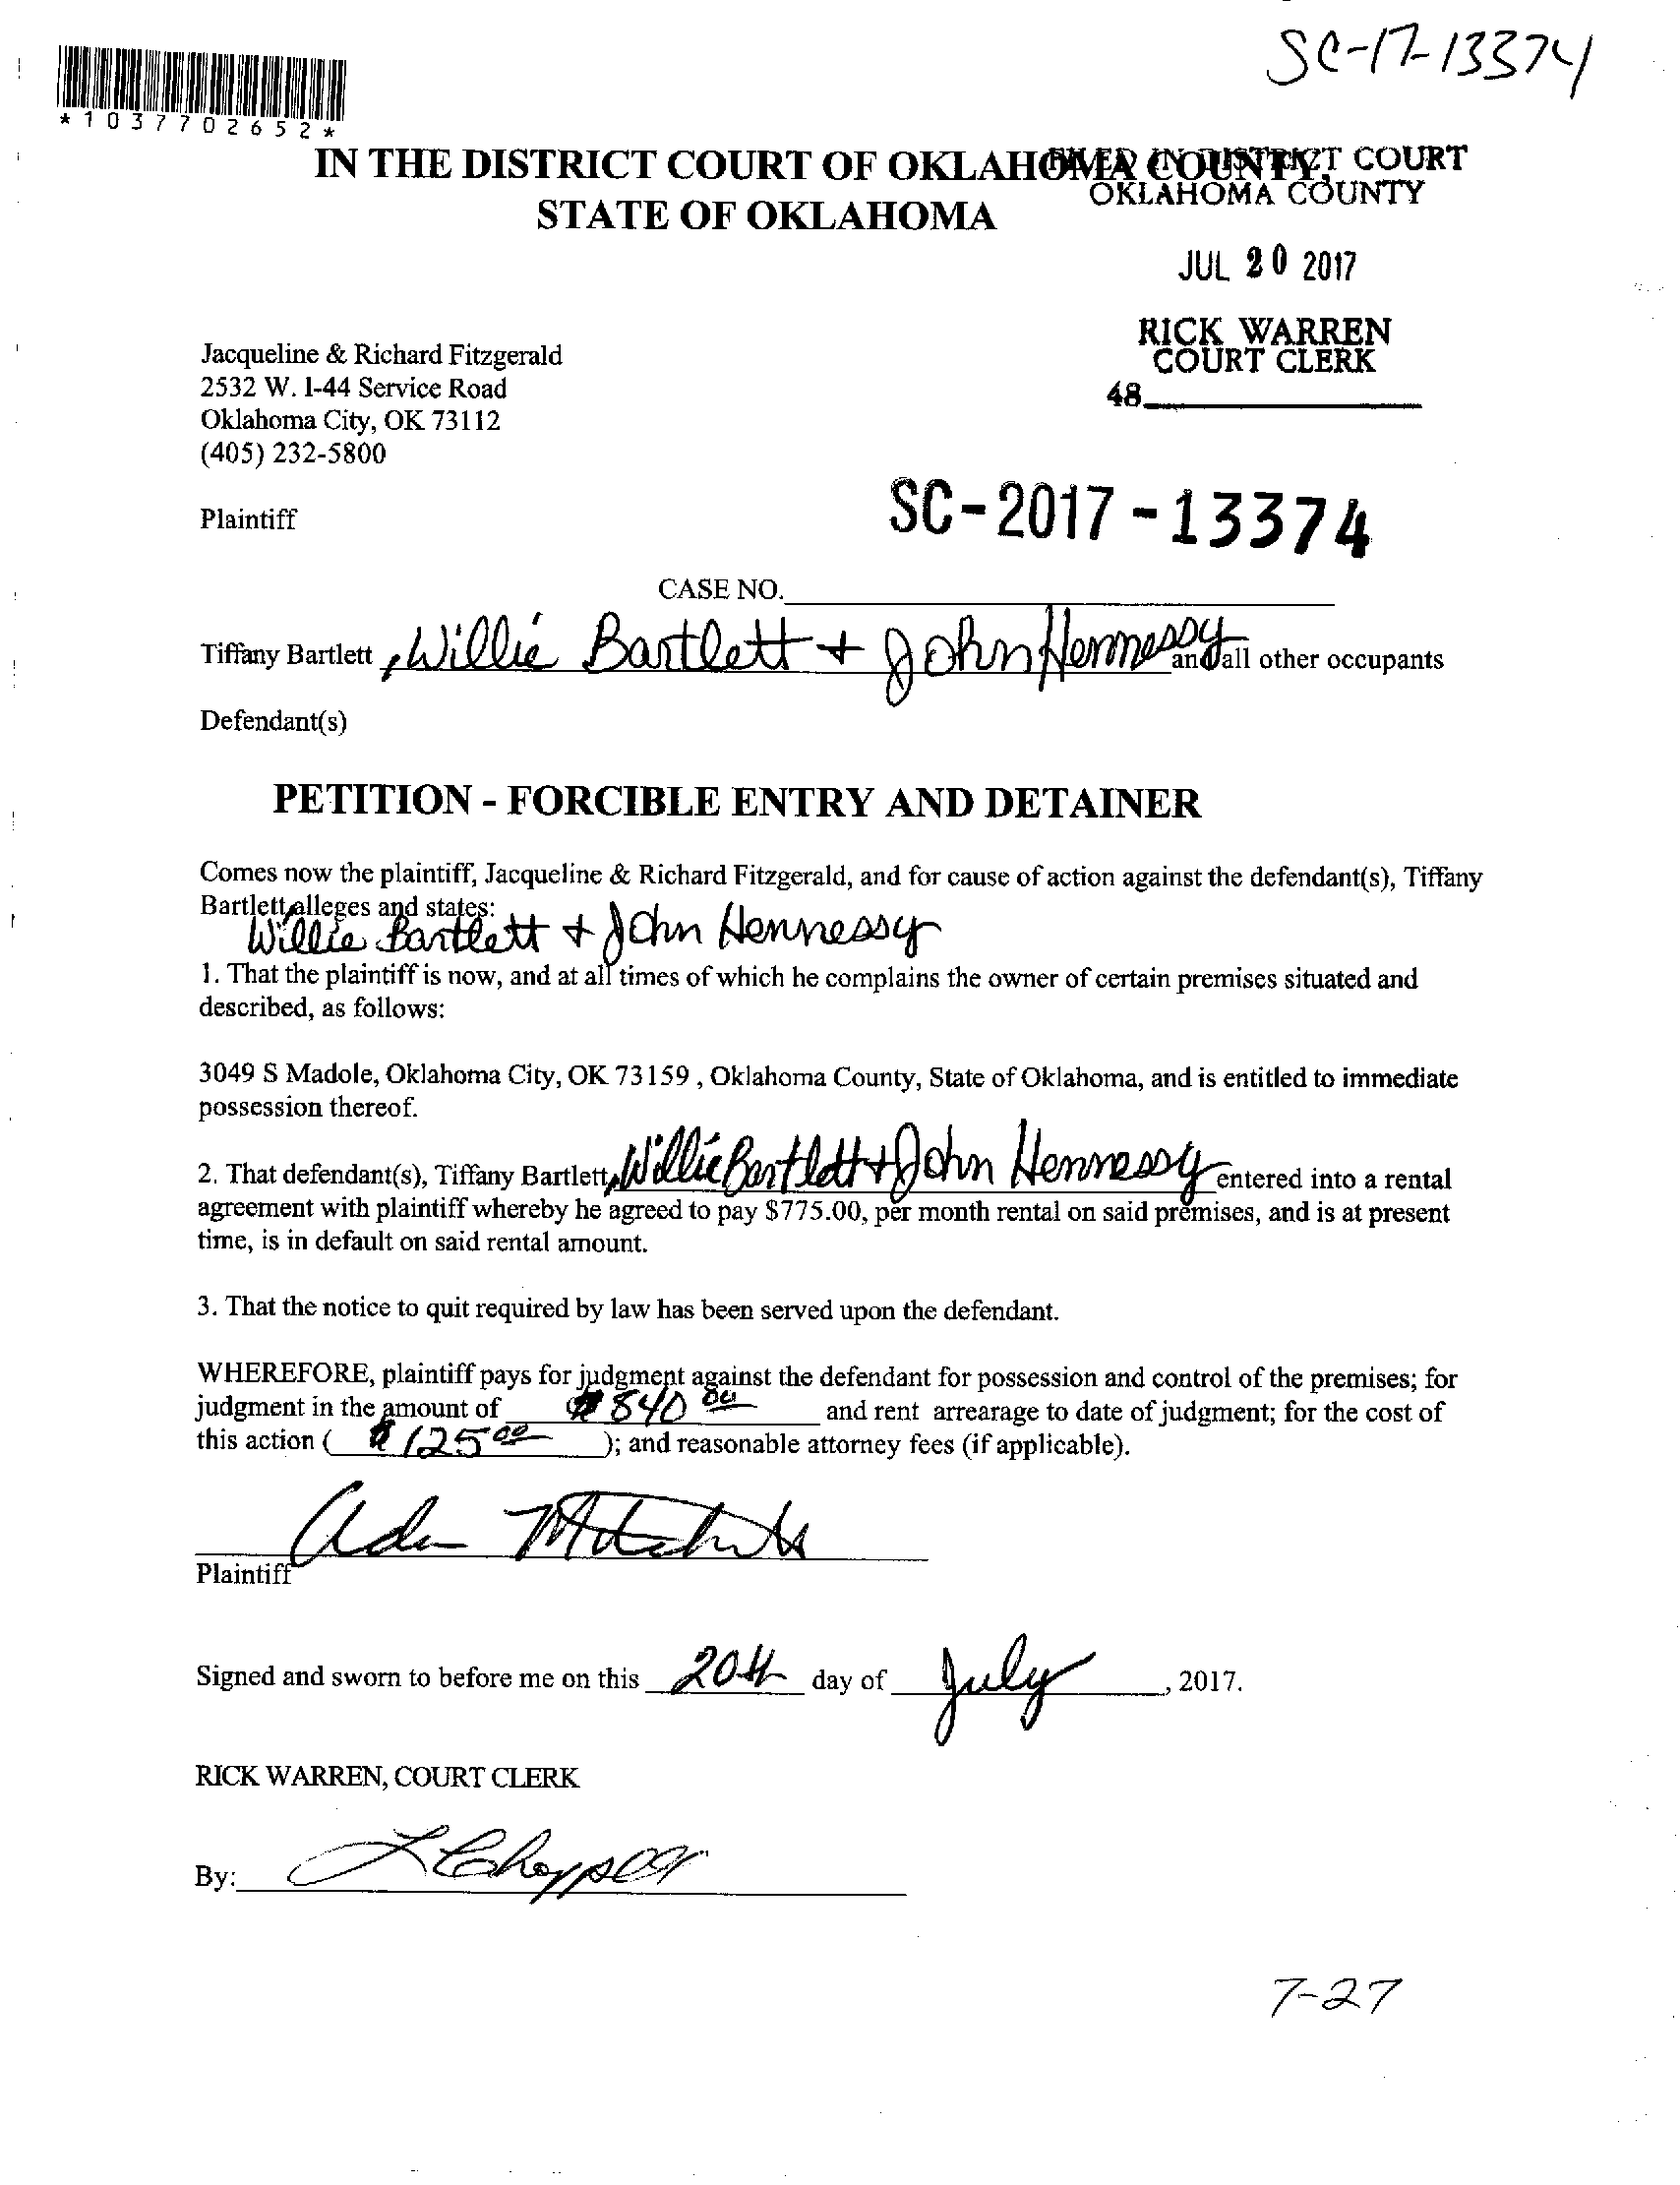 SC-17-13374
*1037702652*
IN THE DISTRICT COURT OF OKLAHOMA COUNTY,
FILED IN DISTRICT COURT
STATE OF OKLAHOMA
OKLAHOMA COUNTY
JUL 20 2017
RICK WARREN
COURT CLERK
48
Jacqueline & Richard Fitzgerald
2532 W. I-44 Service Road
Oklahoma City, OK 73112
(405) 232-5800
Plaintiff
SC-2017-13374
CASE NO.
Tiffany Bartlett , Willie Bartlett + John Hennessy and all other occupants
Defendant(s)
PETITION - FORCIBLE ENTRY AND DETAINER
Comes now the plaintiff, Jacqueline & Richard Fitzgerald, and for cause of action against the defendant(s), Tiffany
Bartlett, alleges and states:
Willie Bartlett + John Hennessy
1. That the plaintiff is now, and at all times of which he complains the owner of certain premises situated and
described, as follows:
3049 S Madole, Oklahoma City, OK 73159 , Oklahoma County, State of Oklahoma, and is entitled to immediate
possession thereof.
2. That defendant(s), Tiffany Bartlett, Willie Bartlett + John Hennessy entered into a rental
agreement with plaintiff whereby he agreed to pay $775.00, per month rental on said premises, and is at present
time, is in default on said rental amount.
3. That the notice to quit required by law has been served upon the defendant.
WHEREFORE, plaintiff pays for judgment against the defendant for possession and control of the premises; for
judgment in the amount of $840 00 and rent arrearage to date of judgment; for the cost of
this action ( $125 00 ); and reasonable attorney fees (if applicable).
Plaintiff
Signed and sworn to before me on this 20th day of July , 2017.
RICK WARREN, COURT CLERK
By:
7-27